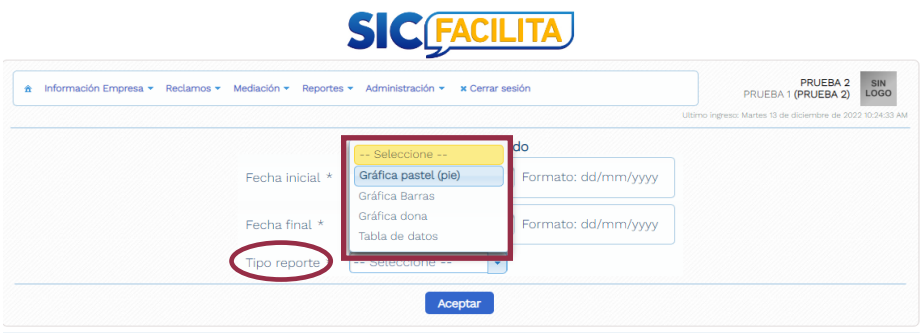 SIC FACILITA
Información Empresa Reclamos Mediación Reportes Administración Cerrar sesión
PRUEBA 2
PRUEBA 1 (PRUEBA 2)
SIN
LOGO
Ultimo ingreso: Martes 13 de diciembre de 2022 10:24:33 AM
do
-- Seleccione --
Fecha inicial *
Gráfica pastel (pie)
Formato: dd/mm/yyyy
Gráfica Barras
Gráfica dona
Fecha final *
Formato: dd/mm/yyyy
Tabla de datos
Tipo reporte
-- Seleccione --
Aceptar